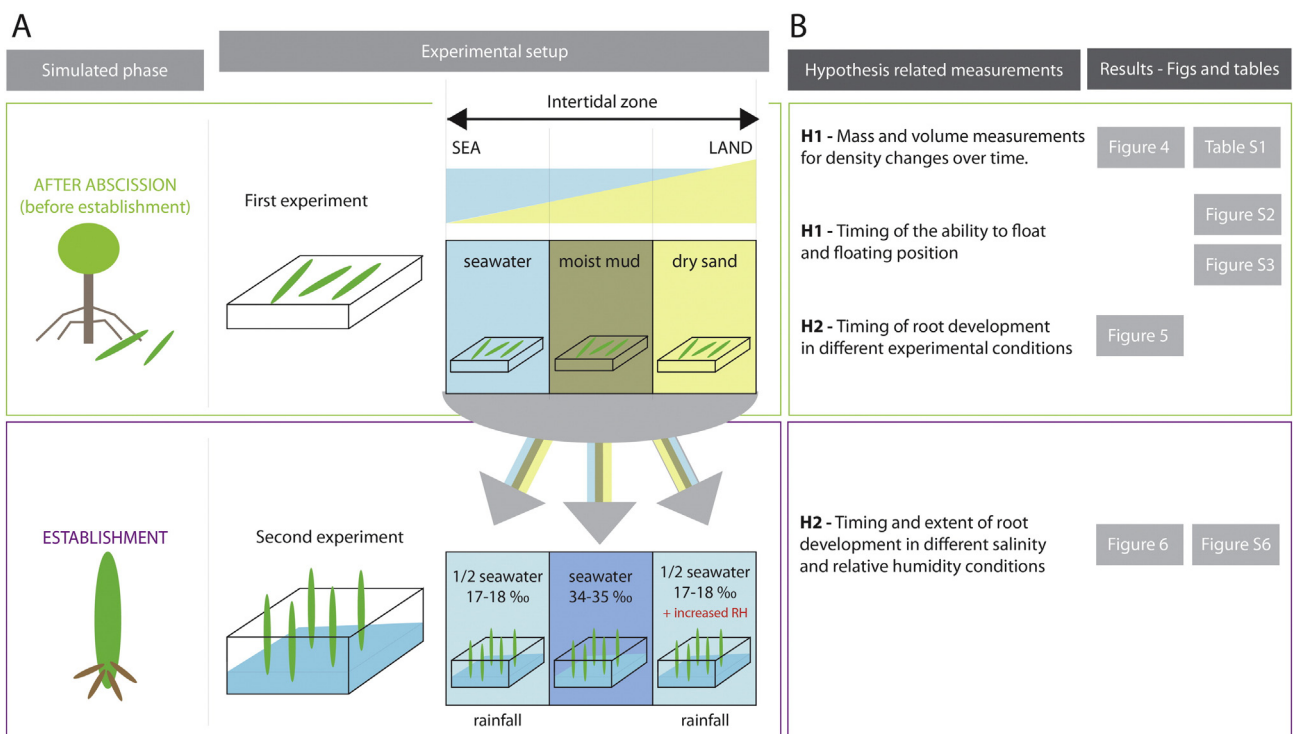 A
B
Simulated phase
Experimental setup
Hypothesis related measurements
Results - Figs and tables
Intertidal zone
SEA
LAND
AFTER ABSCISSION
(before establishment)
First experiment
seawater
moist mud
dry sand
H1 - Mass and volume measurements
for density changes over time.
Figure 4
Table S1
H1 - Timing of the ability to float
and floating position
Figure S2
Figure S3
H2 - Timing of root development
in different experimental conditions
Figure 5
ESTABLISHMENT
Second experiment
1/2 seawater
17-18 ‰
seawater
34-35 ‰
1/2 seawater
17-18 ‰
+ increased RH
rainfall
rainfall
H2 - Timing and extent of root
development in different salinity
and relative humidity conditions
Figure 6
Figure S6